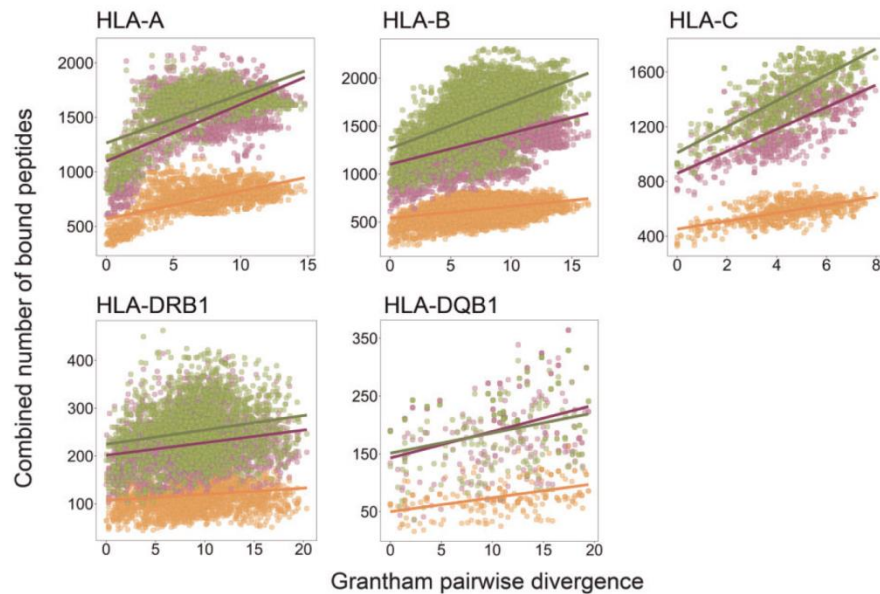 HLA-A
HLA-B
HLA-C
2000
1500
1000
500
0 5 10 15
2000
1500
1000
500
0 5 10 15
1600
1200
800
400
0 2 4 6 8
HLA-DRB1
HLA-DQB1
400
300
200
100
0 5 10 15 20
350
250
150
50
0 5 10 15 20
Combined number of bound peptides
Grantham pairwise divergence